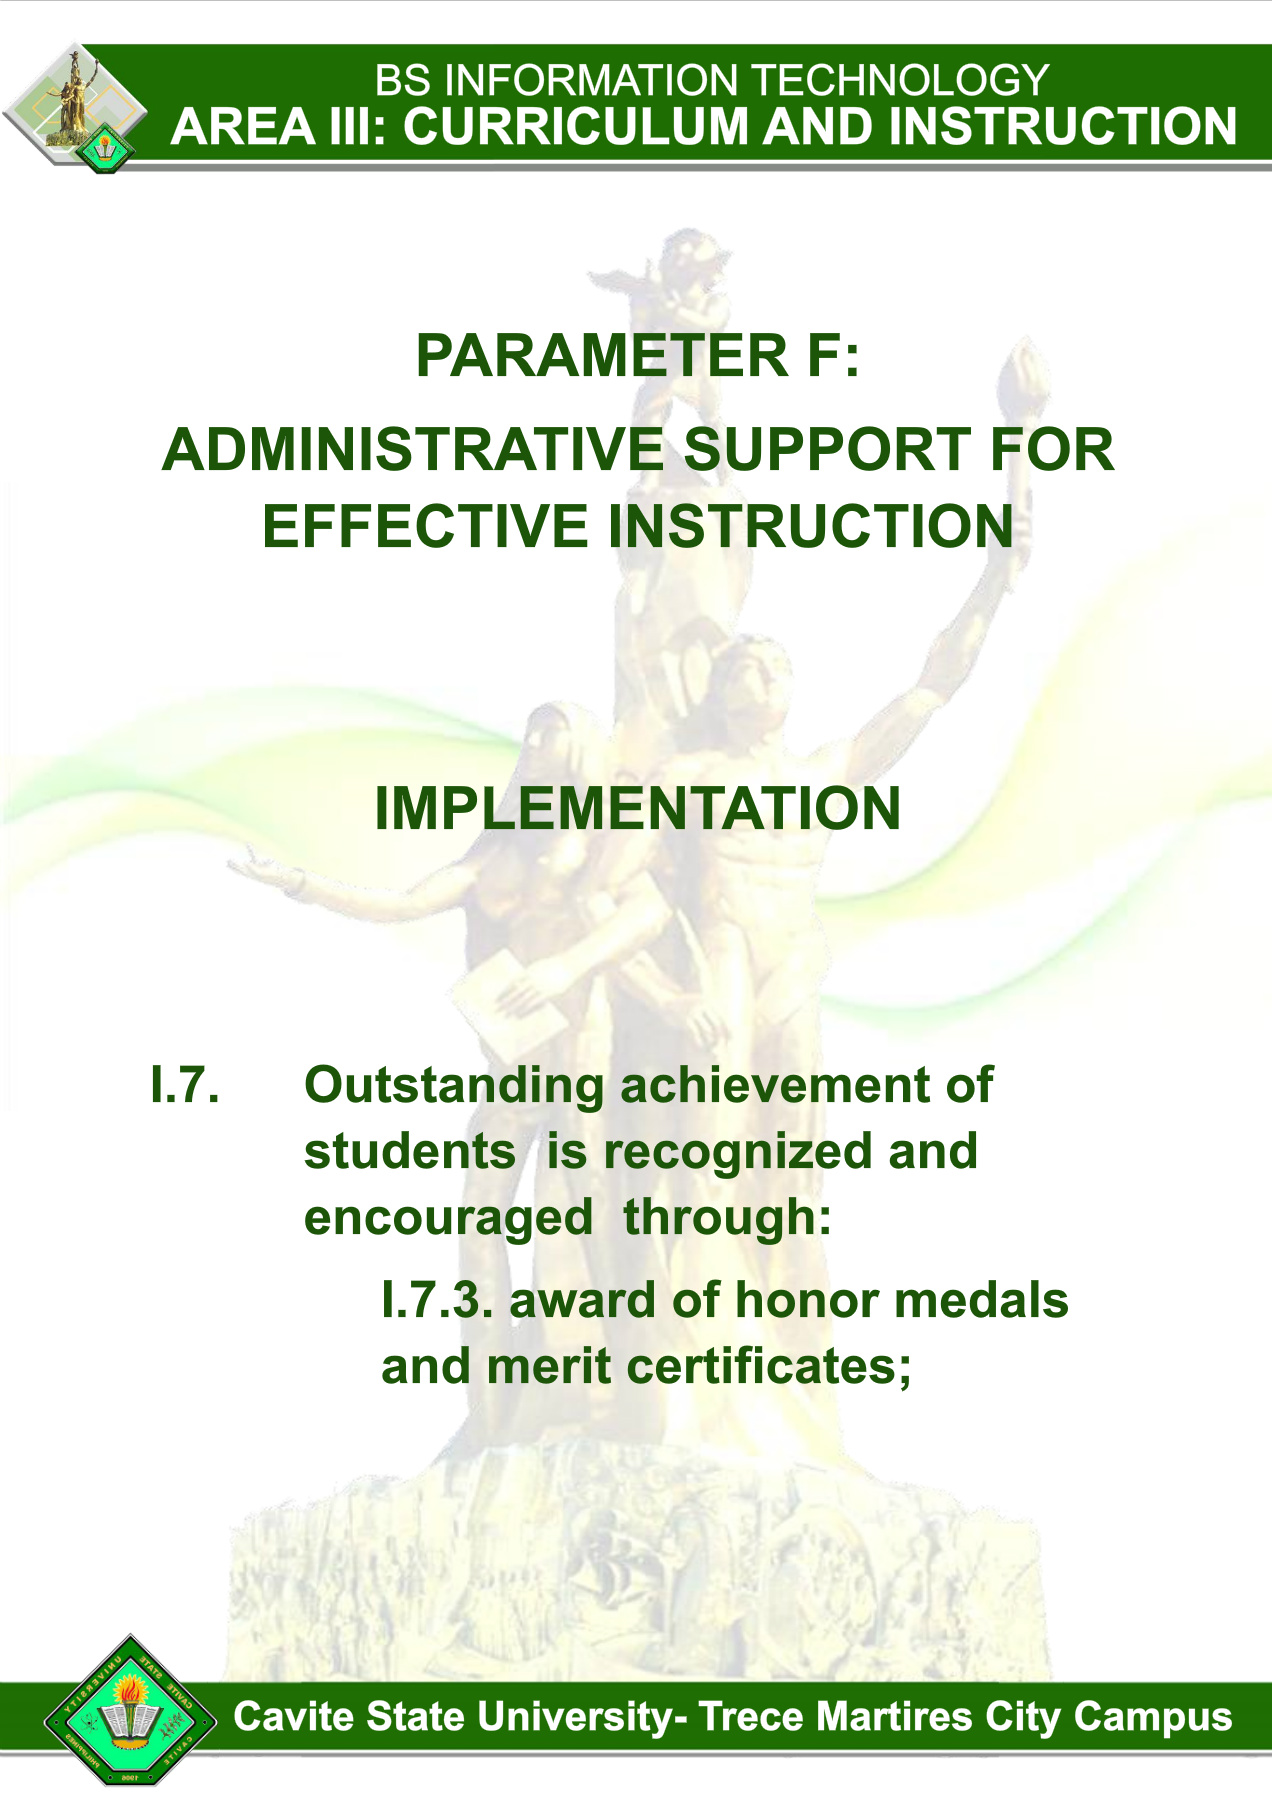 BS INFORMATION TECHNOLOGY
AREA III: CURRICULUM AND INSTRUCTION
PARAMETER F:
ADMINISTRATIVE SUPPORT FOR
EFFECTIVE INSTRUCTION
IMPLEMENTATION
I.7. Outstanding achievement of
students is recognized and
encouraged through:
I.7.3. award of honor medals
and merit certificates;
CAVITE STATE UNIVERSITY
CAVITE
PHILIPPINES
1906
Cavite State University- Trece Martires City Campus